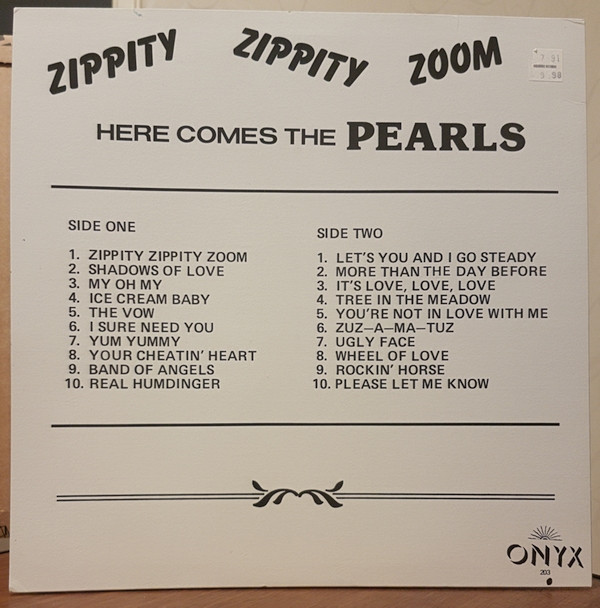 ZIPPITY ZIPPITY ZOOM
HERE COMES THE PEARLS
SIDE ONE
1. ZIPPITY ZIPPITY ZOOM
2. SHADOWS OF LOVE
3. MY OH MY
4. ICE CREAM BABY
5. THE VOW
6. I SURE NEED YOU
7. YUM YUMMY
8. YOUR CHEATIN' HEART
9. BAND OF ANGELS
10. REAL HUMDINGER
SIDE TWO
1. LET'S YOU AND I GO STEADY
2. MORE THAN THE DAY BEFORE
3. IT'S LOVE, LOVE, LOVE
4. TREE IN THE MEADOW
5. YOU'RE NOT IN LOVE WITH ME
6. ZUZ–A–MA–TUZ
7. UGLY FACE
8. WHEEL OF LOVE
9. ROCKIN' HORSE
10. PLEASE LET ME KNOW
ONYX
203